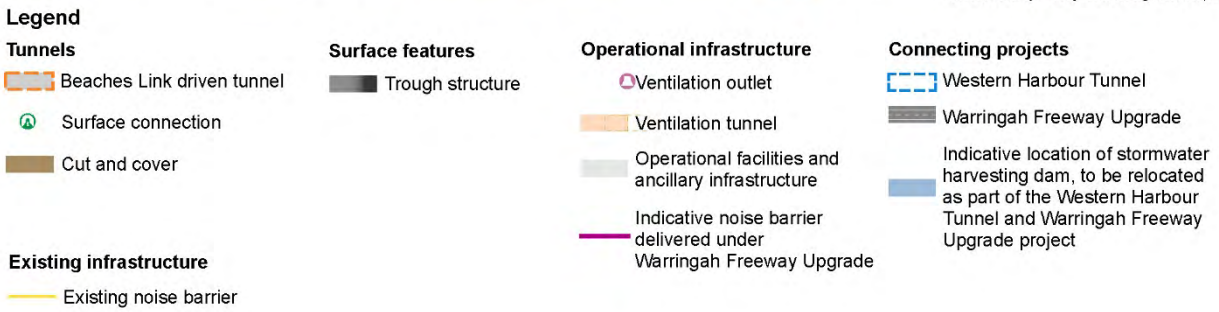 Legend
Tunnels
Beaches Link driven tunnel
Surface connection
Cut and cover
Surface features
Trough structure
Operational infrastructure
Ventilation outlet
Ventilation tunnel
Operational facilities and
ancillary infrastructure
Indicative noise barrier
delivered under
Warringah Freeway Upgrade
Connecting projects
Western Harbour Tunnel
Warringah Freeway Upgrade
Indicative location of stormwater
harvesting dam, to be relocated
as part of the Western Harbour
Tunnel and Warringah Freeway
Upgrade project
Existing infrastructure
Existing noise barrier